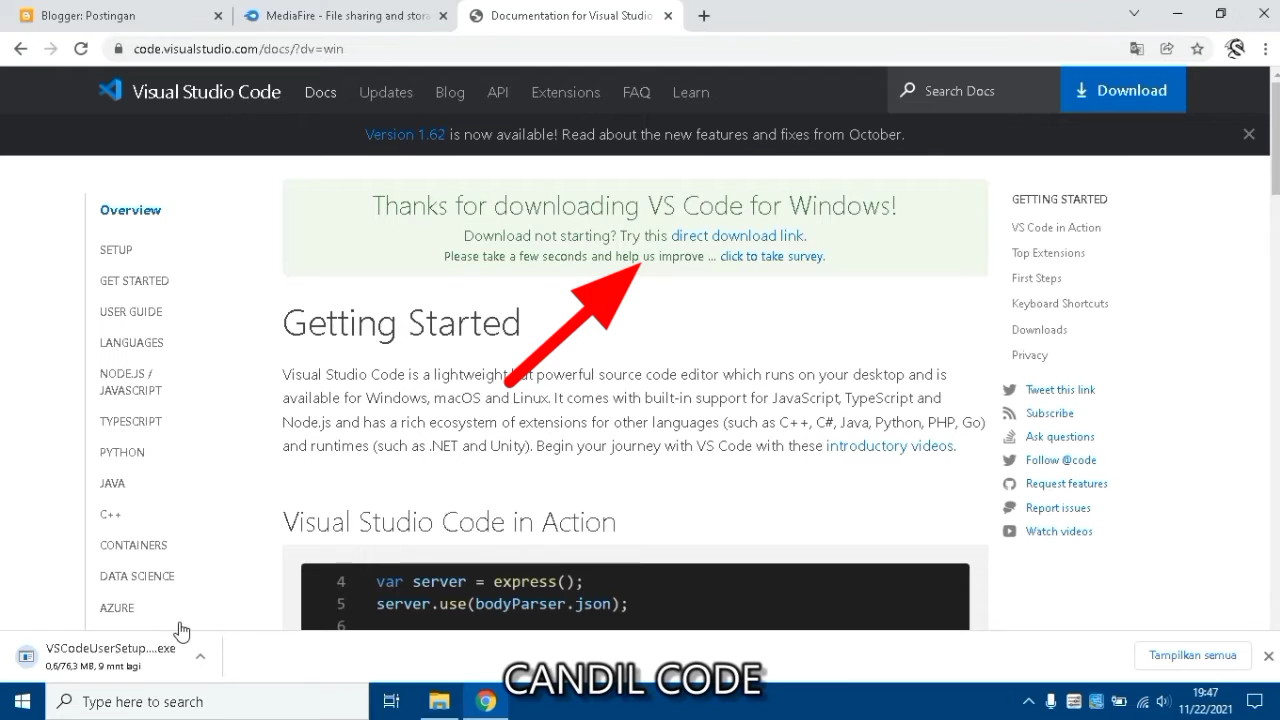 Blogger: Postingan
MediaFire - File sharing and stora
Documentation for Visual Studio
code.visualstudio.com/docs/?dv=win
Visual Studio Code
Docs
Updates
Blog
API
Extensions
FAQ
Learn
Search Docs
Download
Version 1.62 is now available! Read about the new features and fixes from October.
Overview
SETUP
GET STARTED
USER GUIDE
LANGUAGES
NODE.JS /
JAVASCRIPT
TYPESCRIPT
PYTHON
JAVA
C++
CONTAINERS
DATA SCIENCE
AZURE
Thanks for downloading VS Code for Windows!
Download not starting? Try this direct download link.
Please take a few seconds and help us improve ... click to take survey.
Getting Started
Visual Studio Code is a lightweight but powerful source code editor which runs on your desktop and is
available for Windows, macOS and Linux. It comes with built-in support for JavaScript, TypeScript and
Node.js and has a rich ecosystem of extensions for other languages (such as C++, C#, Java, Python, PHP, Go)
and runtimes (such as .NET and Unity). Begin your journey with VS Code with these introductory videos.
Visual Studio Code in Action
4 var server = express();
5 server.use(bodyParser.json);
6
GETTING STARTED
VS Code in Action
Top Extensions
First Steps
Keyboard Shortcuts
Downloads
Privacy
Tweet this link
Subscribe
Ask questions
Follow @code
Request features
Report issues
Watch videos
VSCodeUserSetup....exe
0,6/76,3 MB, 9 mnt lagi
Tampilkan semua
CANDIL CODE
Type here to search
19:47
11/22/2021